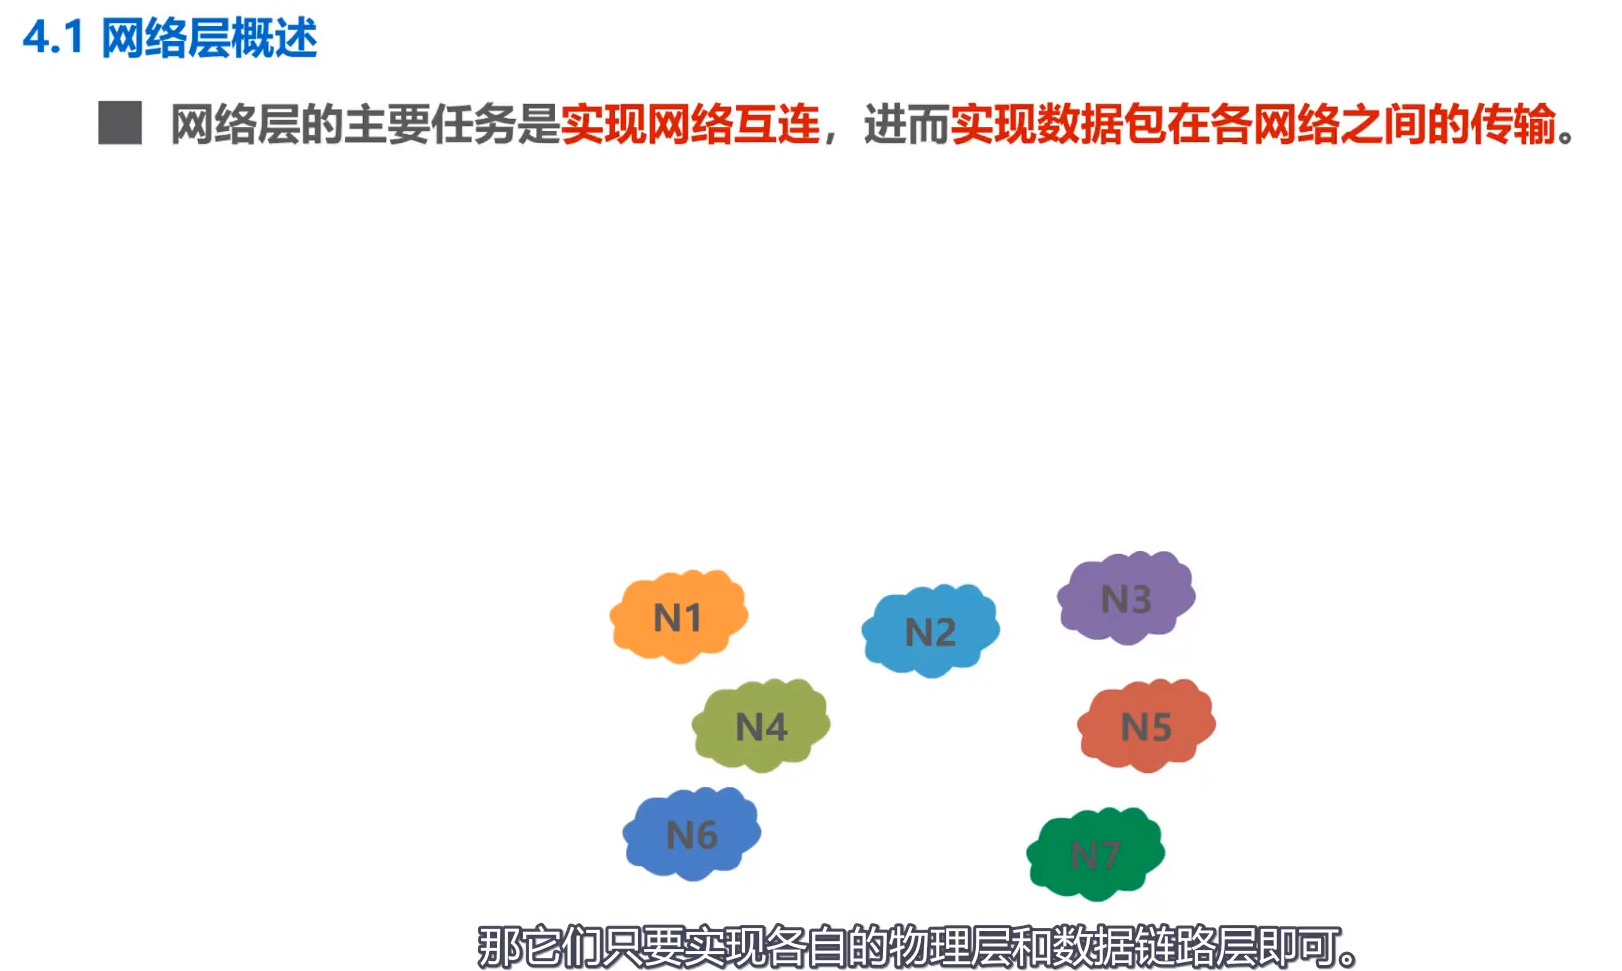 4.1 网络层概述
网络层的主要任务是实现网络互连，进而实现数据包在各网络之间的传输。
N1
N2
N3
N4
N5
N6
N7
那它们只要实现各自的物理层和数据链路层即可。